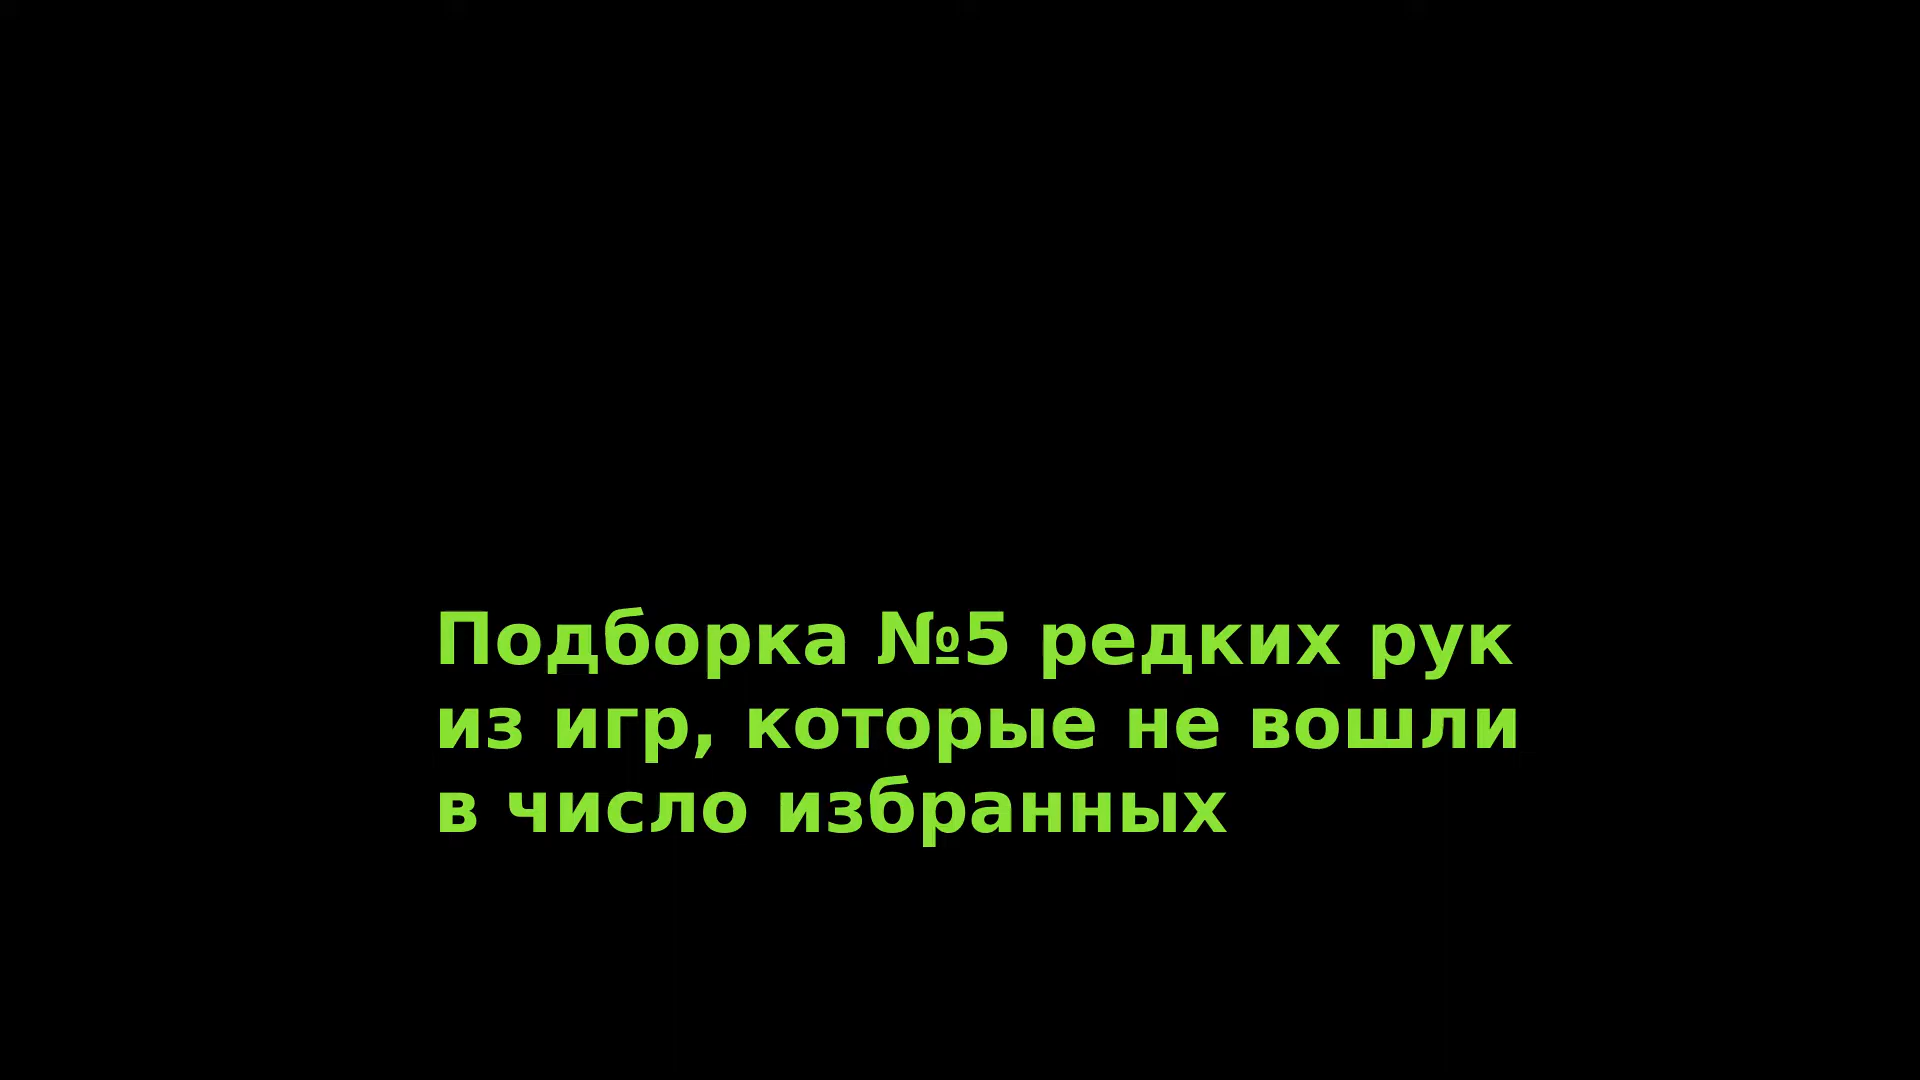 Подборка №5 редких рук
из игр, которые не вошли
в число избранных